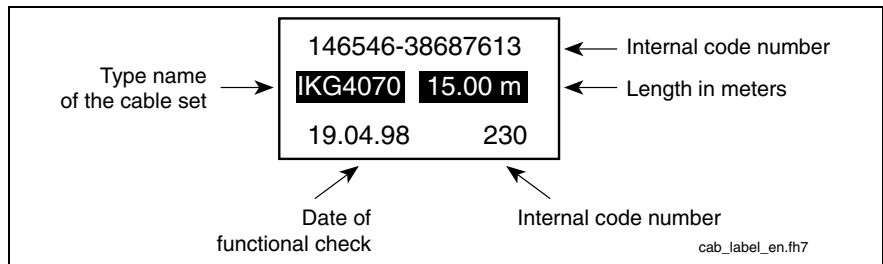 146546-38687613
Internal code number
Type name
of the cable set
IKG4070 15.00 m
Length in meters
19.04.98 230
Date of
functional check
Internal code number
cab_label_en.fh7